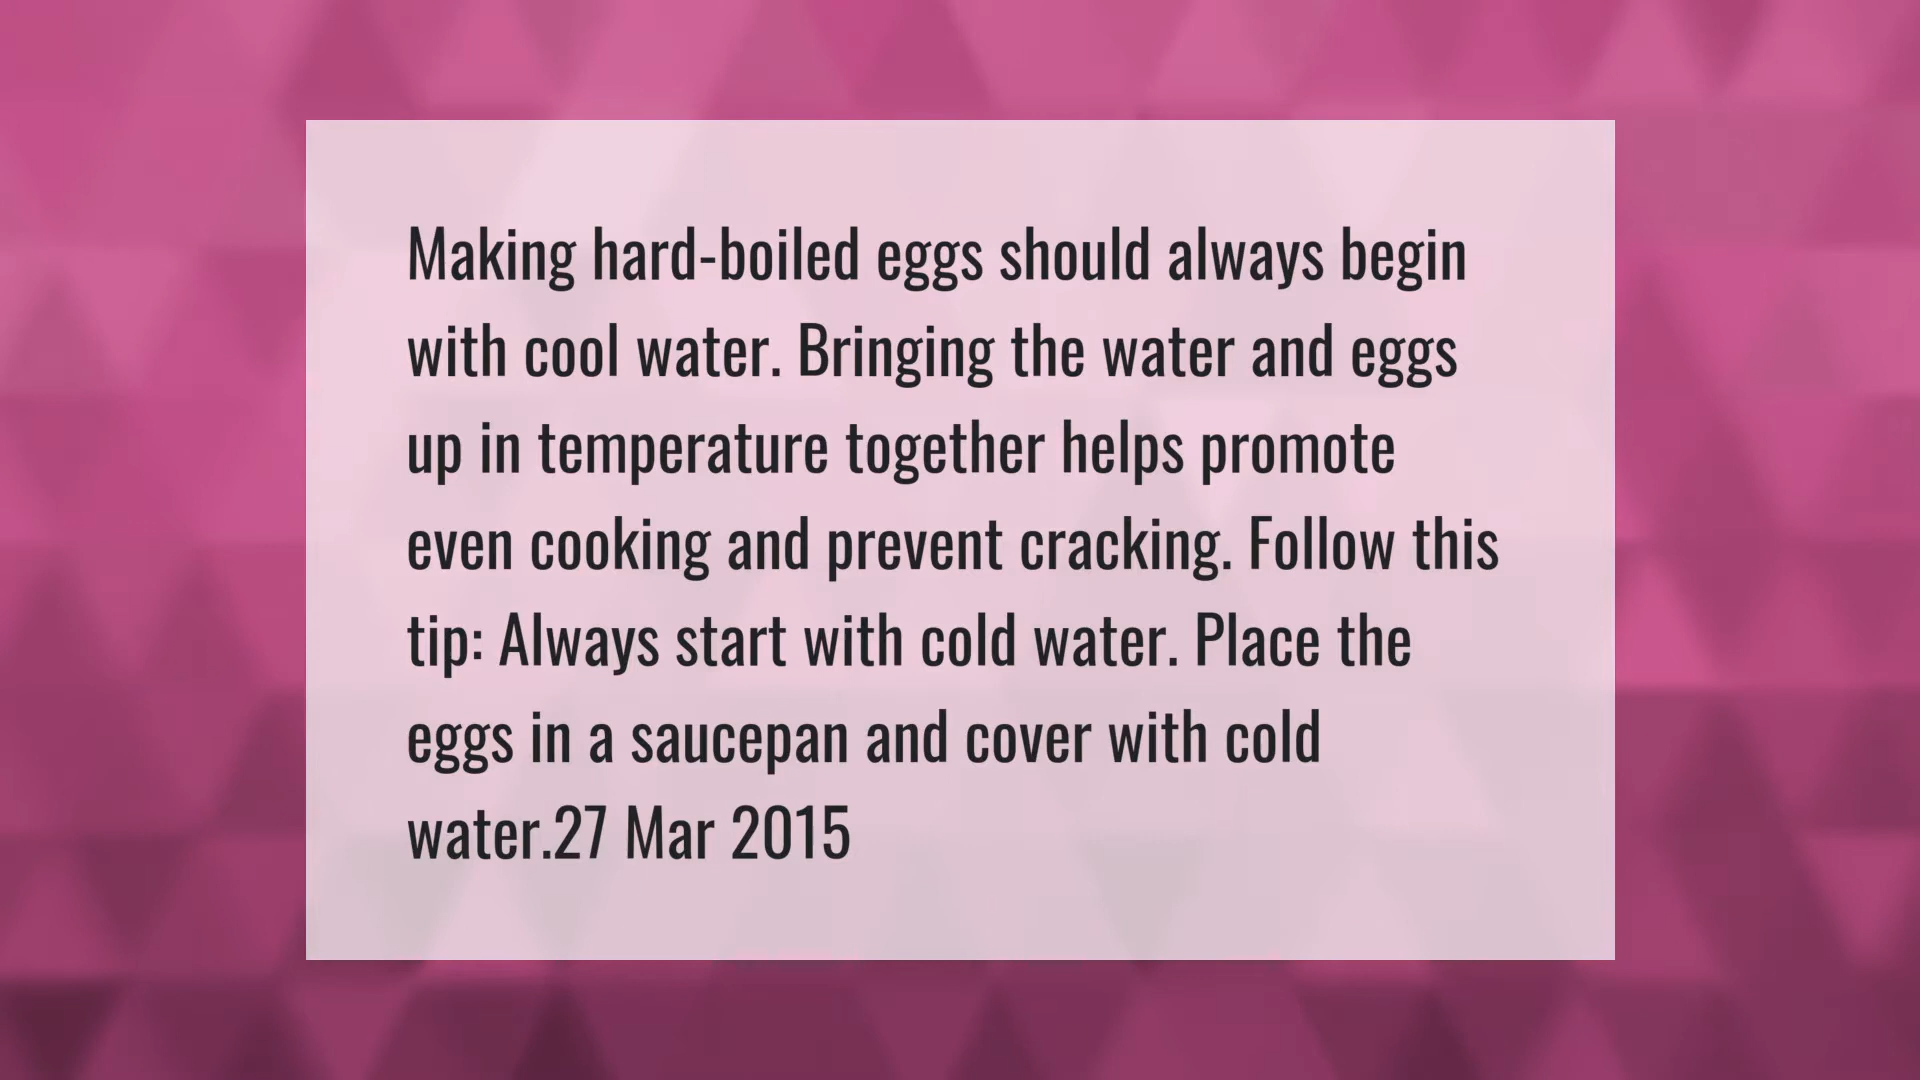 Making hard-boiled eggs should always begin
with cool water. Bringing the water and eggs
up in temperature together helps promote
even cooking and prevent cracking. Follow this
tip: Always start with cold water. Place the
eggs in a saucepan and cover with cold
water.27 Mar 2015